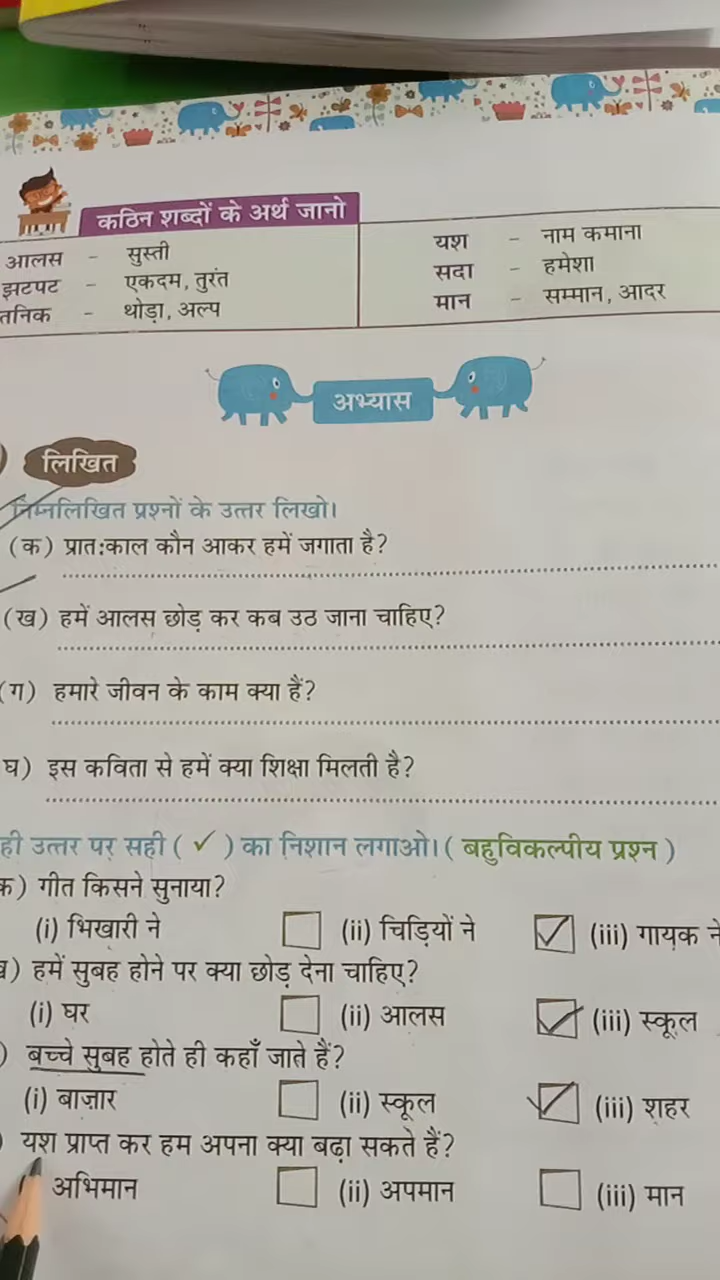 कठिन शब्दों के अर्थ जानो
आलस - सुस्ती
झटपट - एकदम, तुरंत
तनिक - थोड़ा, अल्प
यश - नाम कमाना
सदा - हमेशा
मान - सम्मान, आदर
अभ्यास
लिखित
निम्नलिखित प्रश्नों के उत्तर लिखो।
(क) प्रातःकाल कौन आकर हमें जगाता है?
(ख) हमें आलस छोड़ कर कब उठ जाना चाहिए?
(ग) हमारे जीवन के काम क्या हैं?
घ) इस कविता से हमें क्या शिक्षा मिलती है?
ही उत्तर पर सही ( ✓ ) का निशान लगाओ। ( बहुविकल्पीय प्रश्न )
क) गीत किसने सुनाया?
(i) भिखारी ने (ii) चिड़ियों ने (iii) गायक ने
ख) हमें सुबह होने पर क्या छोड़ देना चाहिए?
(i) घर (ii) आलस (iii) स्कूल
) बच्चे सुबह होते ही कहाँ जाते हैं?
(i) बाज़ार (ii) स्कूल (iii) शहर
) यश प्राप्त कर हम अपना क्या बढ़ा सकते हैं?
अभिमान (ii) अपमान (iii) मान